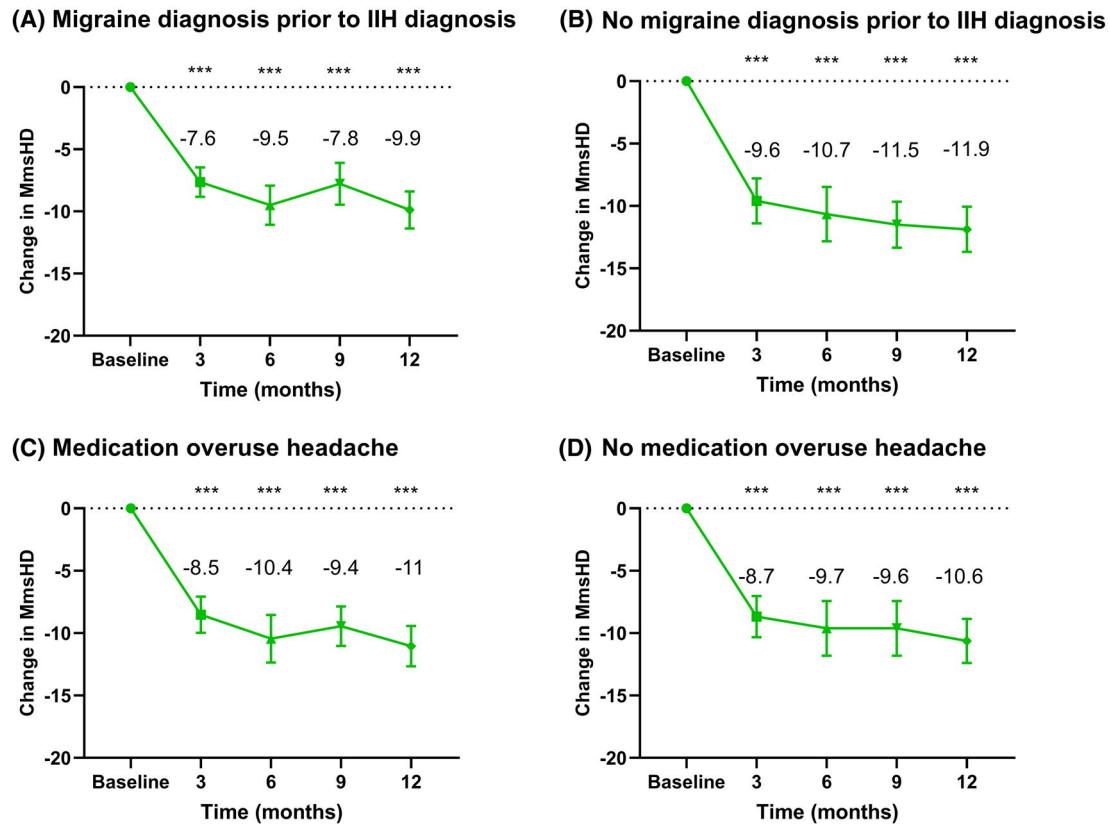 (A) Migraine diagnosis prior to IIH diagnosis
*** *** *** ***
0
-5
-10
-15
-20
Change in MmsHD
-7.6 -9.5 -7.8 -9.9
Baseline 3 6 9 12
Time (months)
(B) No migraine diagnosis prior to IIH diagnosis
*** *** *** ***
0
-5
-10
-15
-20
Change in MmsHD
-9.6 -10.7 -11.5 -11.9
Baseline 3 6 9 12
Time (months)
(C) Medication overuse headache
*** *** *** ***
0
-5
-10
-15
-20
Change in MmsHD
-8.5 -10.4 -9.4 -11
Baseline 3 6 9 12
Time (months)
(D) No medication overuse headache
*** *** *** ***
0
-5
-10
-15
-20
Change in MmsHD
-8.7 -9.7 -9.6 -10.6
Baseline 3 6 9 12
Time (months)